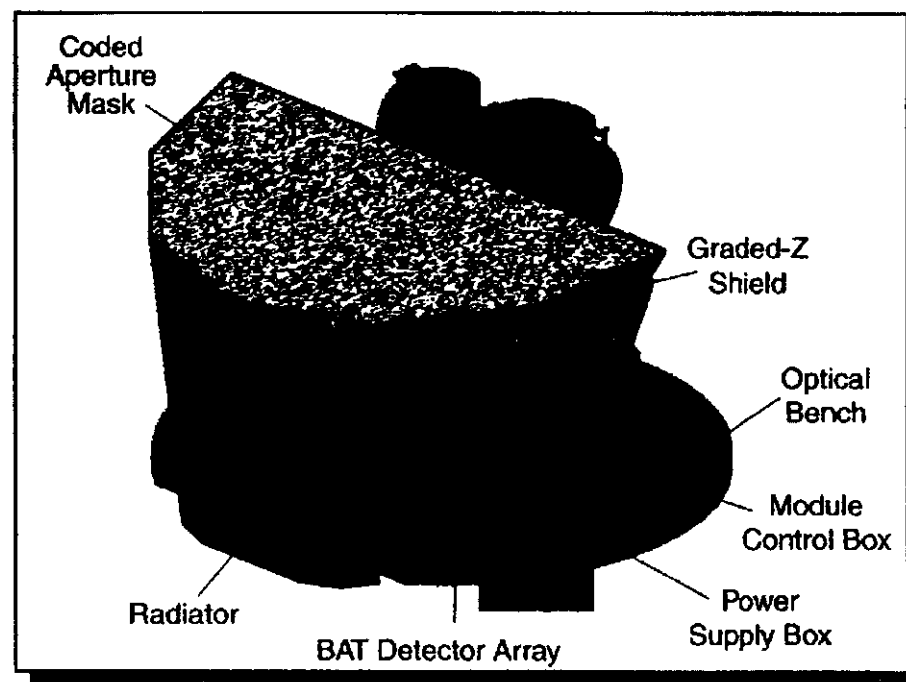 Coded
Aperture
Mask
Graded-Z
Shield
Optical
Bench
Module
Control Box
Power
Supply Box
BAT Detector Array
Radiator